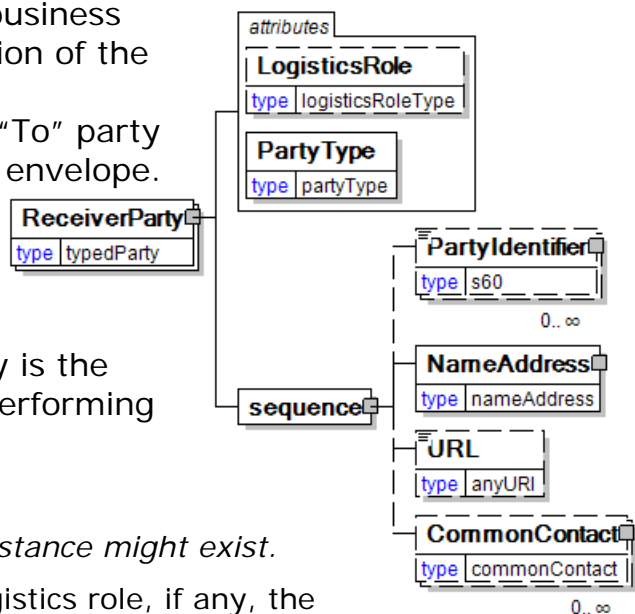 business
ion of the
“To” party
envelope.
y is the
erforming
stance might exist.
gistics role, if any, the
attributes
LogisticsRole
type logisticsRoleType
PartyType
type partyType
ReceiverParty
type typedParty
sequence
PartyIdentifier
type s60
0.. ∞
NameAddress
type nameAddress
URL
type anyURI
CommonContact
type commonContact
0.. ∞